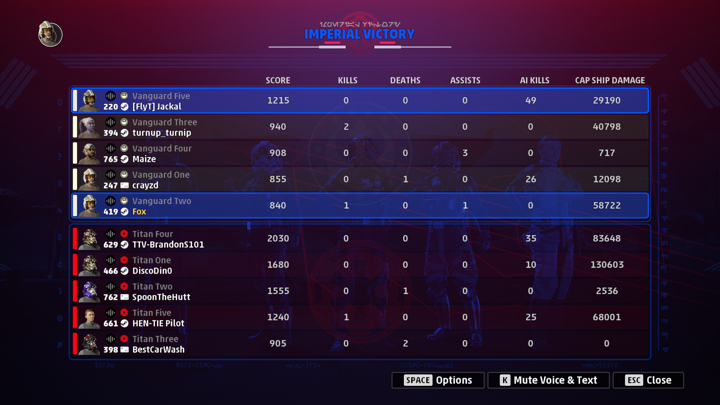 IMPERIAL VICTORY
SCORE KILLS DEATHS ASSISTS AI KILLS CAP SHIP DAMAGE
Vanguard Five
220 [FlyT] Jackal 1215 0 0 0 49 29190
Vanguard Three
394 turnup_turnip 940 2 0 0 0 40798
Vanguard Four
765 Maize 908 0 0 3 0 717
Vanguard One
247 crayzd 855 0 1 0 26 12098
Vanguard Two
419 Fox 840 1 0 1 0 58722
Titan Four
629 TTV-BrandonS101 2030 0 0 0 35 83648
Titan One
466 DiscoDin0 1680 0 0 0 10 130603
Titan Two
762 SpoonTheHutt 1555 0 1 0 0 2536
Titan Five
661 HEN-TIE Pilot 1240 1 0 0 25 68001
Titan Three
398 BestCarWash 905 0 2 0 0 0
SPACE Options K Mute Voice & Text ESC Close